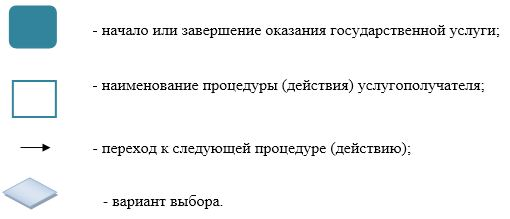 - начало или завершение оказания государственной услуги;
- наименование процедуры (действия) услугополучателя;
- переход к следующей процедуре (действию);
- вариант выбора.